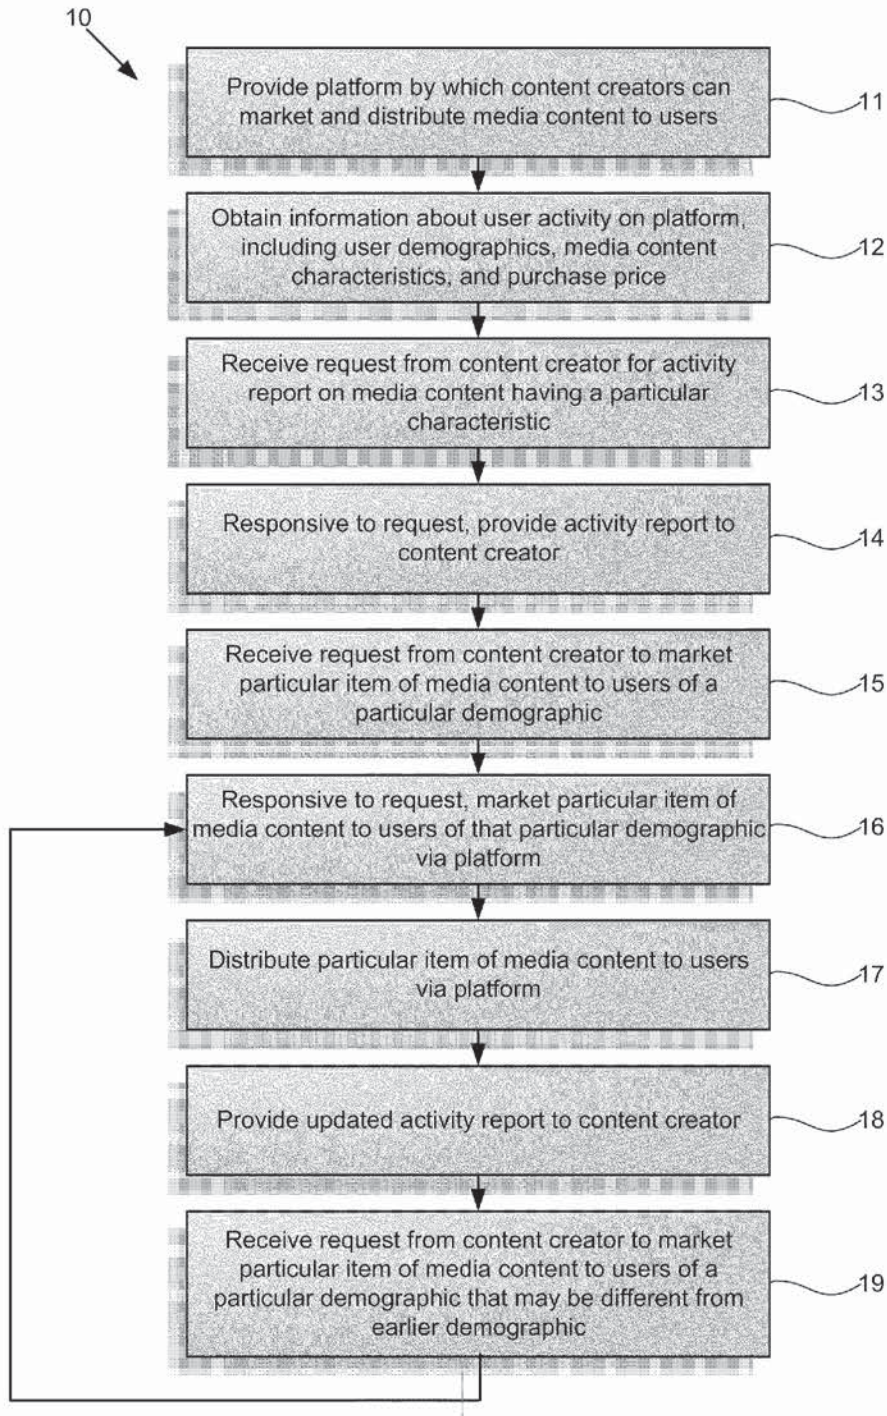 10
Provide platform by which content creators can
market and distribute media content to users
11
Obtain information about user activity on platform,
including user demographics, media content
characteristics, and purchase price
12
Receive request from content creator for activity
report on media content having a particular
characteristic
13
Responsive to request, provide activity report to
content creator
14
Receive request from content creator to market
particular item of media content to users of a
particular demographic
15
Responsive to request, market particular item of
media content to users of that particular demographic
via platform
16
Distribute particular item of media content to users
via platform
17
Provide updated activity report to content creator
18
Receive request from content creator to market
particular item of media content to users of a
particular demographic that may be different from
earlier demographic
19